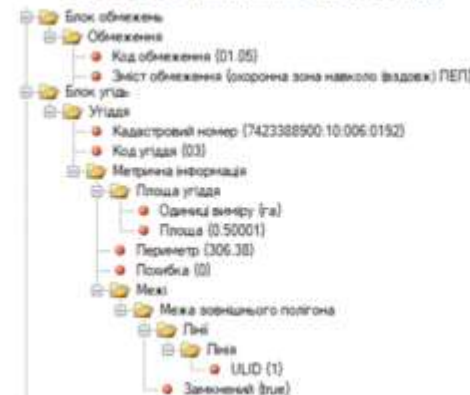 Блок обмежень
Обмеження
Код обмеження (01.05)
Зміст обмеження (охоронна зона навколо (вздовж) ПЕП)
Блок угідь
Угіддя
Кадастровий номер (7423388900:10:006:0192)
Код угіддя (03)
Метрична інформація
Площа угіддя
Одиниці виміру (га)
Площа (0.50001)
Периметр (306.38)
Похибка (0)
Межі
Межа зовнішнього полігона
Лінії
Лінія
ULID (1)
Замкнений (true)